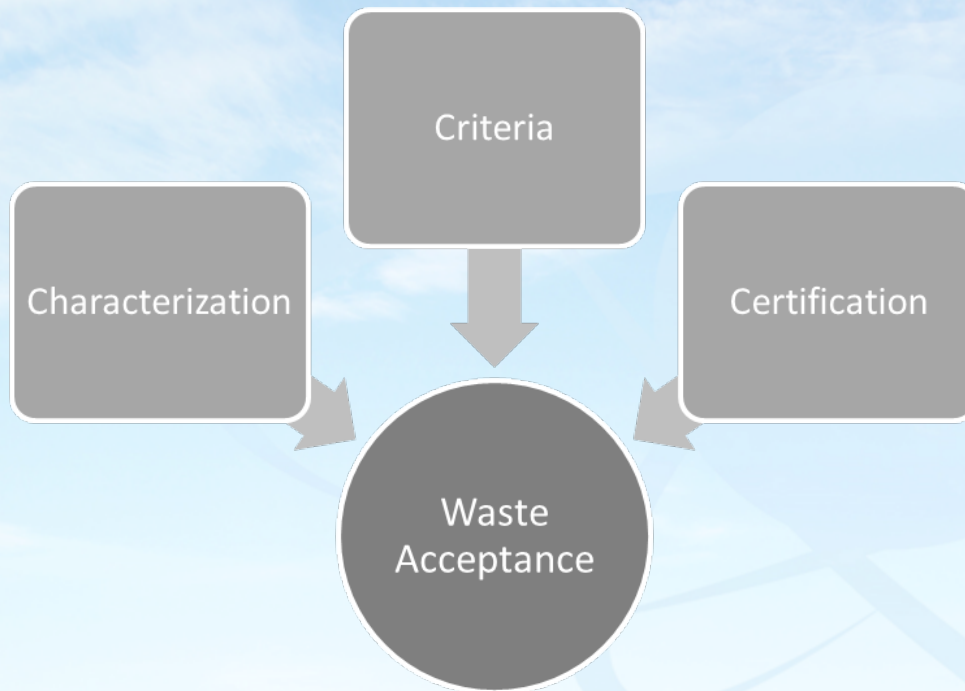 Criteria
Characterization
Certification
Waste
Acceptance